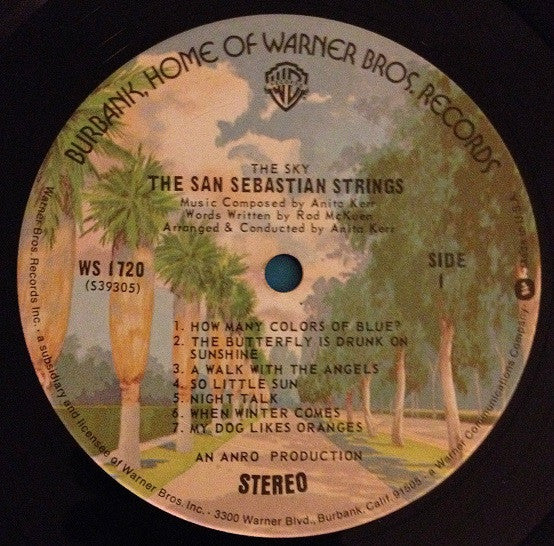 BURBANK, HOME OF WARNER BROS. RECORDS
THE SKY
THE SAN SEBASTIAN STRINGS
Music Composed by Anita Kerr
Words Written by Rod McKuen
Arranged & Conducted by Anita Kerr
WS 1720
(S39305)
SIDE
1
1. HOW MANY COLORS OF BLUE?
2. THE BUTTERFLY IS DRUNK ON
SUNSHINE
3. A WALK WITH THE ANGELS
4. SO LITTLE SUN
5. NIGHT TALK
6. WHEN WINTER COMES
7. MY DOG LIKES ORANGES
AN ANRO PRODUCTION
STEREO
Warner Bros. Records Inc. - a subsidiary and licensee of Warner Bros. Inc. - 3300 Warner Blvd., Burbank, Calif. 91505 - a Warner Communications Company
Made in U.S.A.